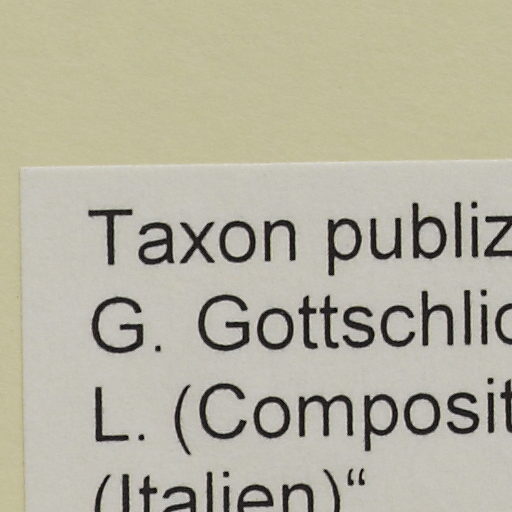 Taxon publiz
G. Gottschlic
L. (Composit
(Italien)“